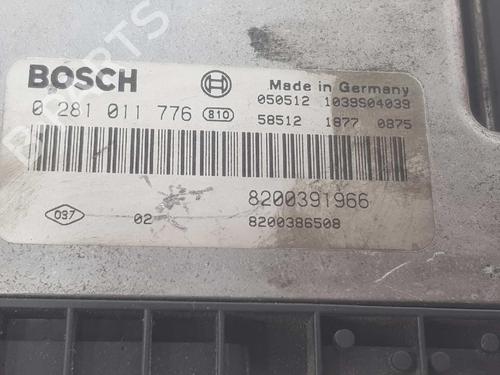 BOSCH
Made in Germany
0 281 011 776 810
050512 1039S04039
58512 1877 0875
8200391966
037 02 8200386508